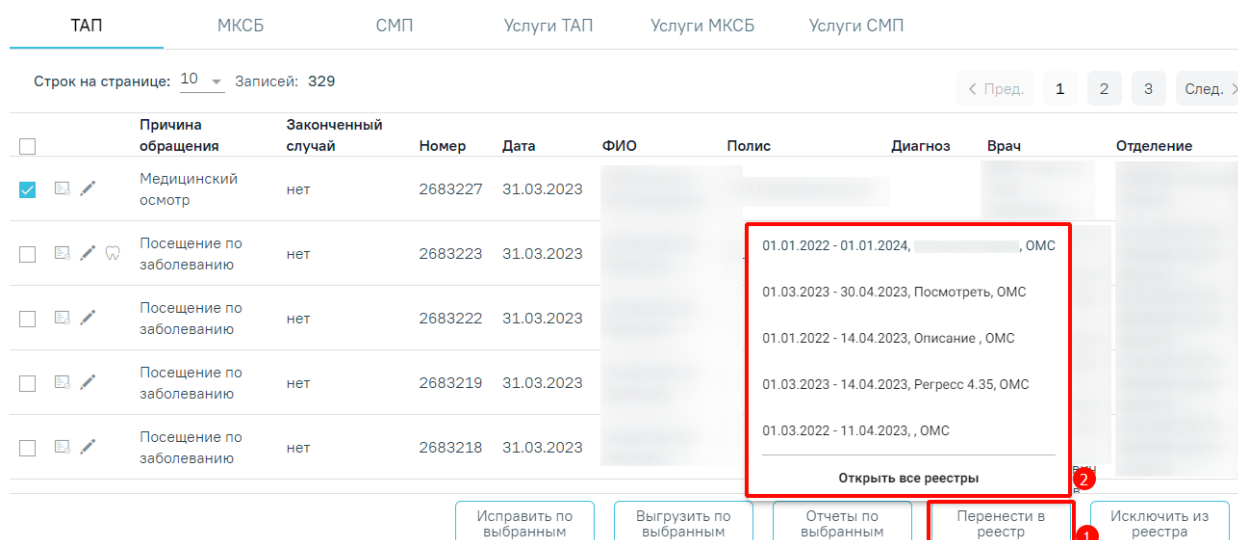 ТАП МКСБ СМП Услуги ТАП Услуги МКСБ Услуги СМП
Строк на странице: 10 Записей: 329
Пред. 1 2 3 След.
Причина обращения Законченный случай Номер Дата ФИО Полис Диагноз Врач Отделение
Медицинский осмотр нет 2683227 31.03.2023
Посещение по заболеванию нет 2683223 31.03.2023
Посещение по заболеванию нет 2683222 31.03.2023
Посещение по заболеванию нет 2683219 31.03.2023
Посещение по заболеванию нет 2683218 31.03.2023
01.01.2022 - 01.01.2024, , ОМС
01.03.2023 - 30.04.2023, Посмотреть, ОМС
01.01.2022 - 14.04.2023, Описание , ОМС
01.03.2023 - 14.04.2023, Регресс 4.35, ОМС
01.03.2022 - 11.04.2023, , ОМС
Открыть все реестры
2
Исправить по выбранным
Выгрузить по выбранным
Отчеты по выбранным
Перенести в реестр
1
Исключить из реестра